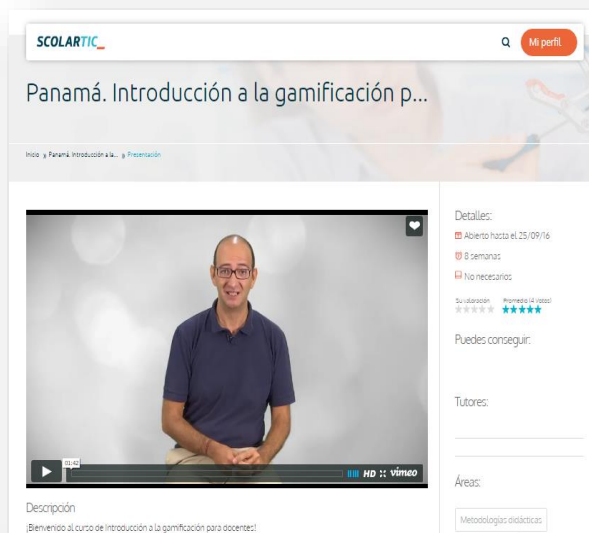 SCOLARTIC_
Mi perfil
Panamá. Introducción a la gamificación p...
Inicio » Panamá. Introducción a la... » Presentación
Detalles:
Abierto hasta el 25/09/16
8 semanas
No necesarios
Su valoración Promedio (4 Votos)
Puedes conseguir:
Tutores:
Áreas:
Metodologías didácticas
01:42
HD vimeo
Descripción
¡Bienvenido al curso de Introducción a la gamificación para docentes!